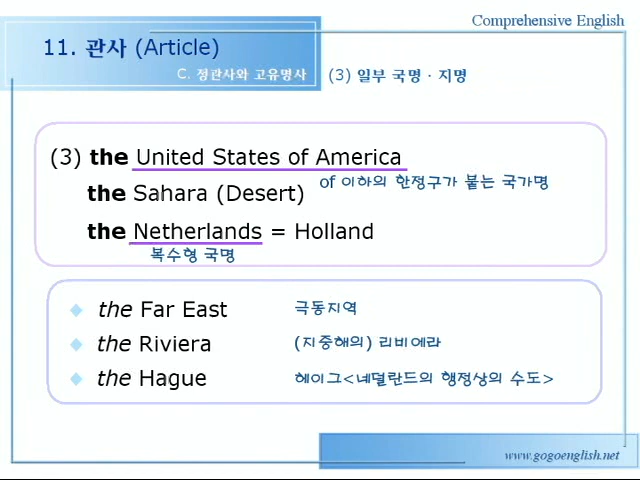 Comprehensive English
11. 관사 (Article)
C. 정관사와 고유명사
(3) 일부 국명 · 지명
(3) the United States of America
of 이하의 한정구가 붙는 국가명
the Sahara (Desert)
the Netherlands = Holland
복수형 국명
the Far East 극동지역
the Riviera (지중해의) 리비에라
the Hague 헤이그<네덜란드의 행정상의 수도>
www.gogoenglish.net